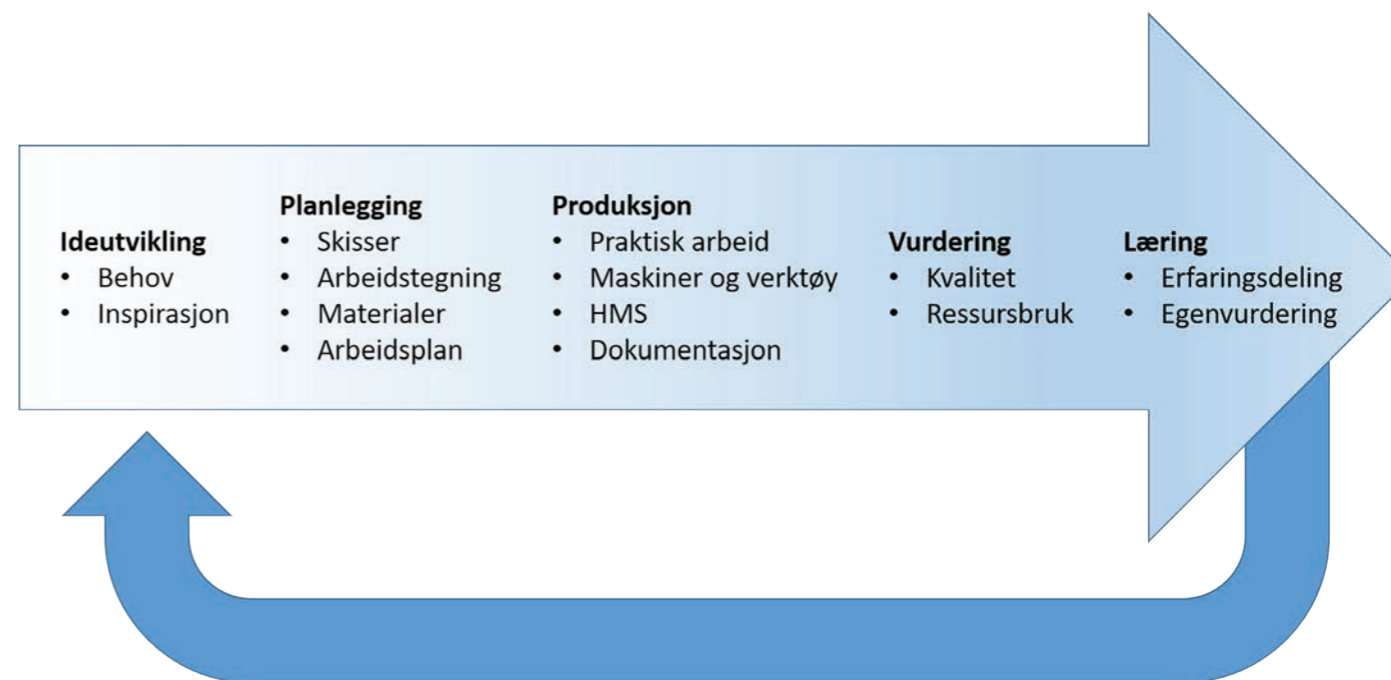 Ideutvikling
• Behov
• Inspirasjon
Planlegging
• Skisser
• Arbeidstegning
• Materialer
• Arbeidsplan
Produksjon
• Praktisk arbeid
• Maskiner og verktøy
• HMS
• Dokumentasjon
Vurdering
• Kvalitet
• Ressursbruk
Læring
• Erfaringsdeling
• Egenvurdering